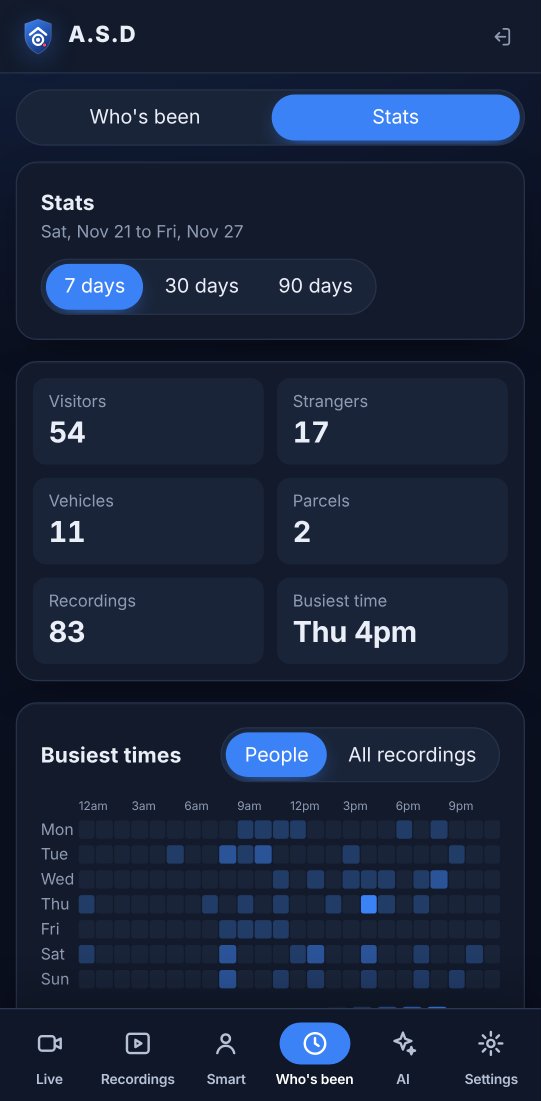 A.S.D
Who's been
Stats
Stats
Sat, Nov 21 to Fri, Nov 27
7 days
30 days
90 days
Visitors
54
Strangers
17
Vehicles
11
Parcels
2
Recordings
83
Busiest time
Thu 4pm
Busiest times
People
All recordings
12am 3am 6am 9am 12pm 3pm 6pm 9pm
Mon
Tue
Wed
Thu
Fri
Sat
Sun
Live
Recordings
Smart
Who's been
AI
Settings